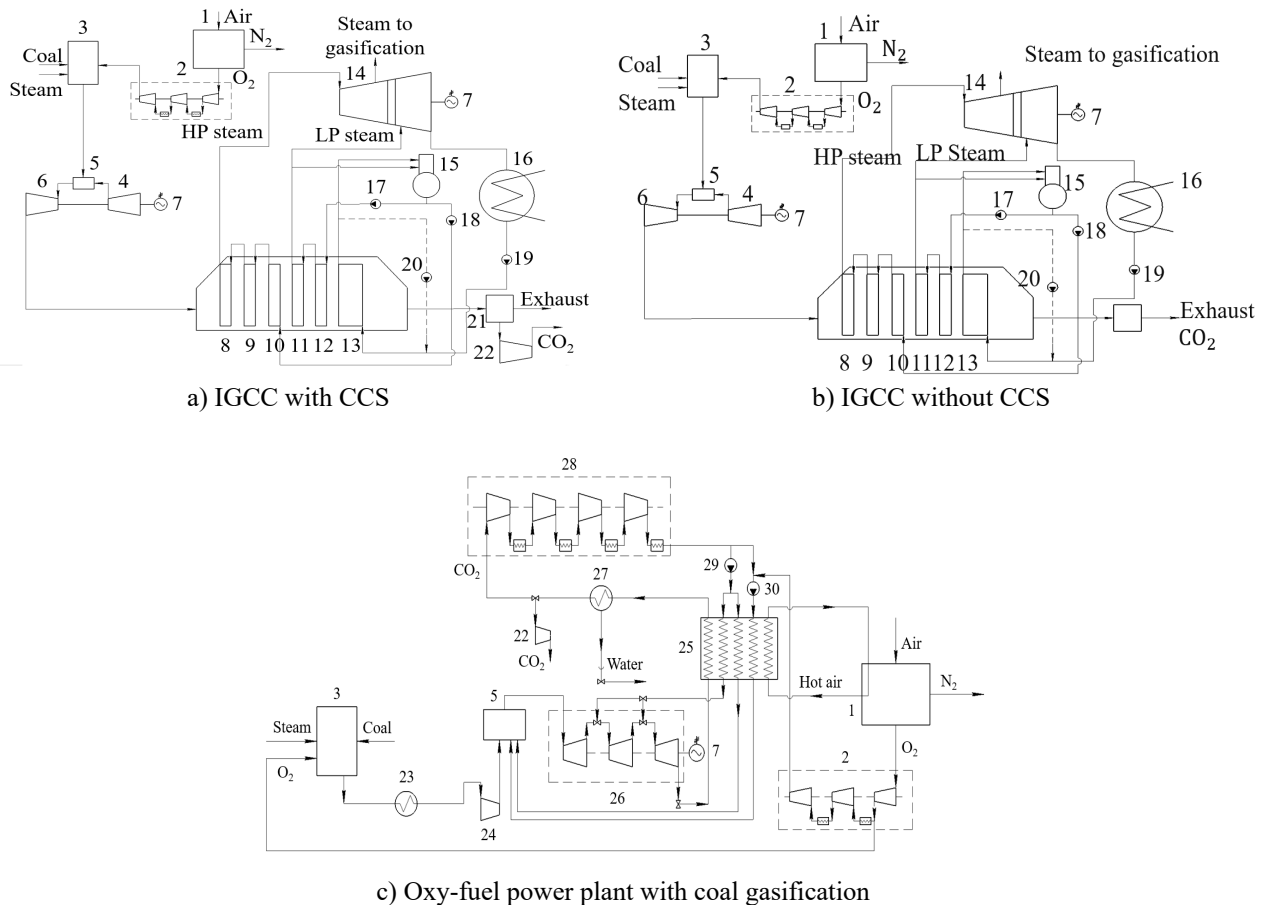 1 Air
N₂
3
Coal
Steam
2
O₂
Steam to
gasification
14
7
HP steam
LP steam
15
16
5
6
4
7
17
18
19
20
Exhaust
21
22
CO₂
8 9 10 11 12 13
a) IGCC with CCS
Air
1
N₂
3
Coal
Steam
2
O₂
Steam to gasification
14
7
HP steam
LP Steam
15
16
5
6
4
7
17
18
19
20
Exhaust
CO₂
8 9 10 11 12 13
b) IGCC without CCS
28
CO₂
27
29
30
22
CO₂
Water
25
Air
Hot air
N₂
1
O₂
3
Steam
Coal
O₂
5
7
2
23
24
26
c) Oxy-fuel power plant with coal gasification